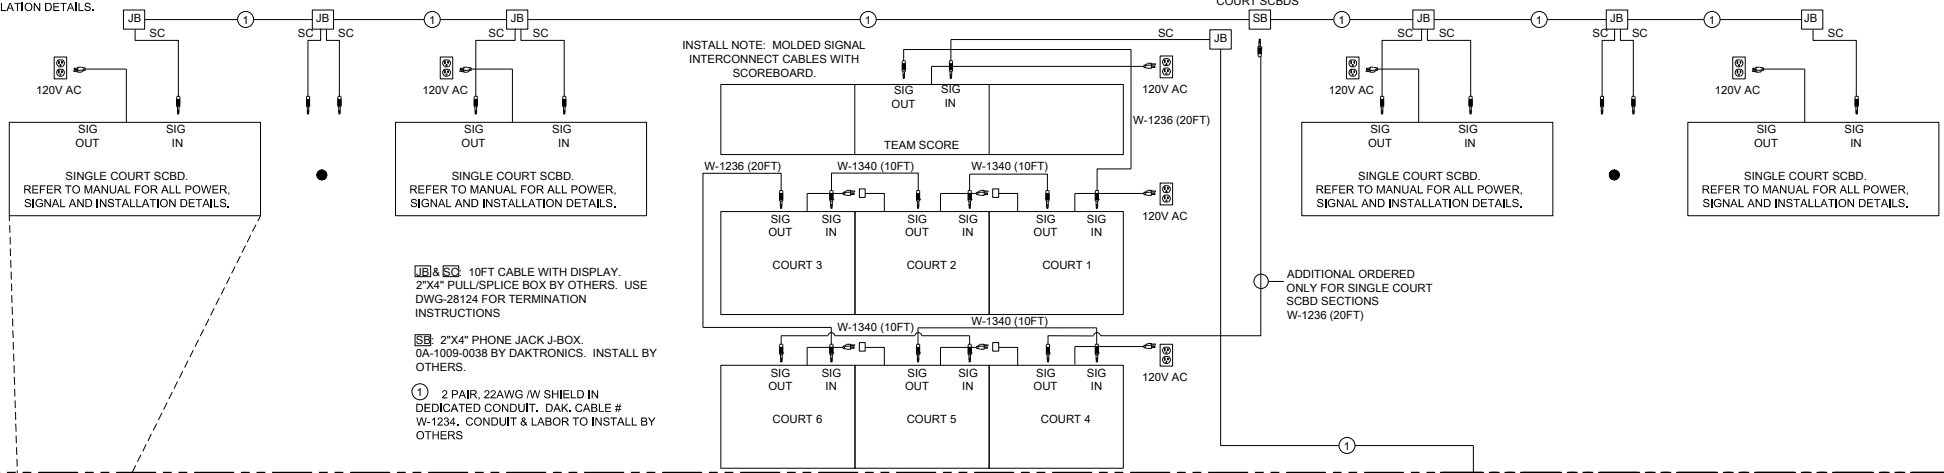 LATION DETAILS.
COURT SCBDS
JB
1
JB
1
JB
1
SB
1
JB
1
JB
1
JB
SC
SC
SC
SC
SC
SC
JB
SC
SC
SC
SC
SC
INSTALL NOTE: MOLDED SIGNAL
INTERCONNECT CABLES WITH
SCOREBOARD.
120V AC
120V AC
120V AC
120V AC
120V AC
SIG
OUT
SIG
IN
TEAM SCORE
W-1236 (20FT)
SIG
OUT
SIG
IN
SINGLE COURT SCBD.
REFER TO MANUAL FOR ALL POWER,
SIGNAL AND INSTALLATION DETAILS.
SIG
OUT
SIG
IN
SINGLE COURT SCBD.
REFER TO MANUAL FOR ALL POWER,
SIGNAL AND INSTALLATION DETAILS.
SIG
OUT
SIG
IN
SINGLE COURT SCBD.
REFER TO MANUAL FOR ALL POWER,
SIGNAL AND INSTALLATION DETAILS.
SIG
OUT
SIG
IN
SINGLE COURT SCBD.
REFER TO MANUAL FOR ALL POWER,
SIGNAL AND INSTALLATION DETAILS.
W-1236 (20FT)
W-1340 (10FT)
W-1340 (10FT)
120V AC
SIG
OUT
SIG
IN
COURT 3
SIG
OUT
SIG
IN
COURT 2
SIG
OUT
SIG
IN
COURT 1
JB & SC: 10FT CABLE WITH DISPLAY.
2"X4" PULL/SPLICE BOX BY OTHERS. USE
DWG-28124 FOR TERMINATION
INSTRUCTIONS
SB: 2"X4" PHONE JACK J-BOX.
0A-1009-0038 BY DAKTRONICS. INSTALL BY
OTHERS.
1 2 PAIR, 22AWG /W SHIELD IN
DEDICATED CONDUIT. DAK. CABLE #
W-1234. CONDUIT & LABOR TO INSTALL BY
OTHERS
ADDITIONAL ORDERED
ONLY FOR SINGLE COURT
SCBD SECTIONS
W-1236 (20FT)
W-1340 (10FT)
W-1340 (10FT)
120V AC
SIG
OUT
SIG
IN
COURT 6
SIG
OUT
SIG
IN
COURT 5
SIG
OUT
SIG
IN
COURT 4
1